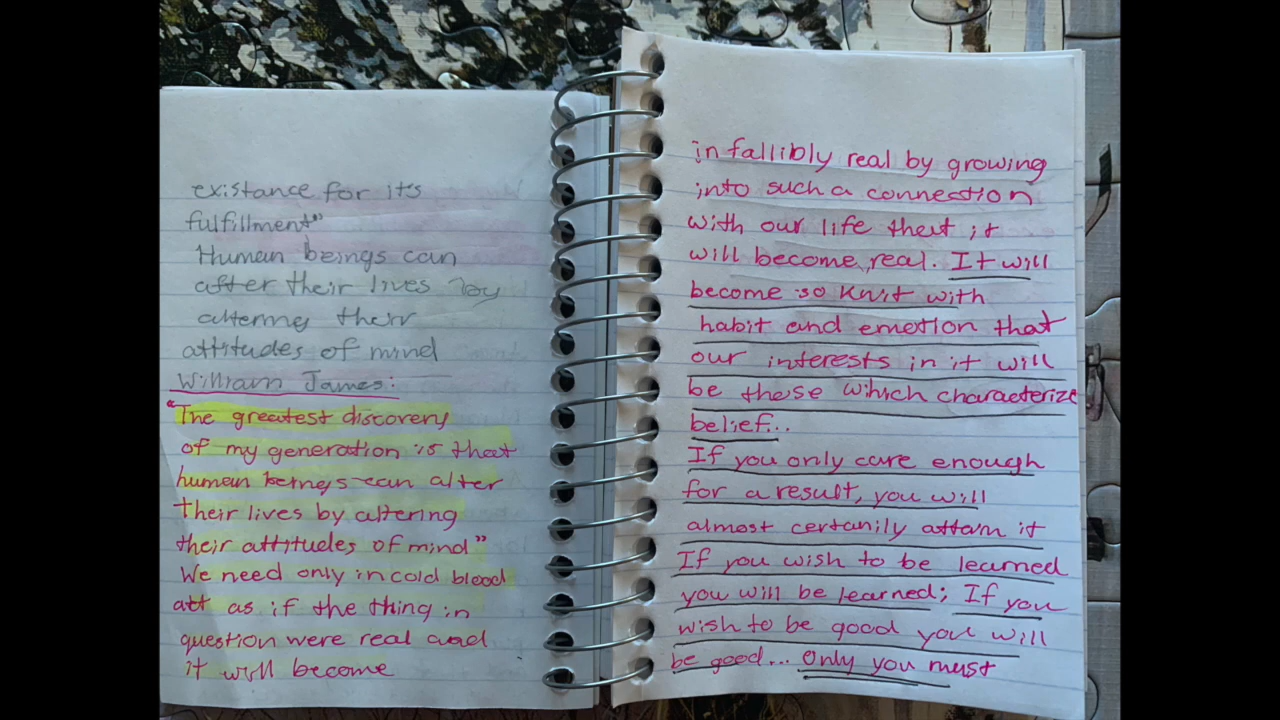 existance for its
fulfillment"
Human beings can
after their lives by
altering their
attitudes of mind
William James:
"The greatest discovery
of my generation is that
human beings can alter
their lives by altering
their attitudes of mind"
We need only in cold blood
att as if the thing in
question were real and
it will become
in fallibly real by growing
into such a connection
with our life that it
will become real. It will
become so knit with
habit and emotion that
our interests in it will
be those which characterize
belief...
If you only care enough
for a result, you will
almost certanily attain it
If you wish to be learned
you will be learned; If you
wish to be good you will
be good... Only you must